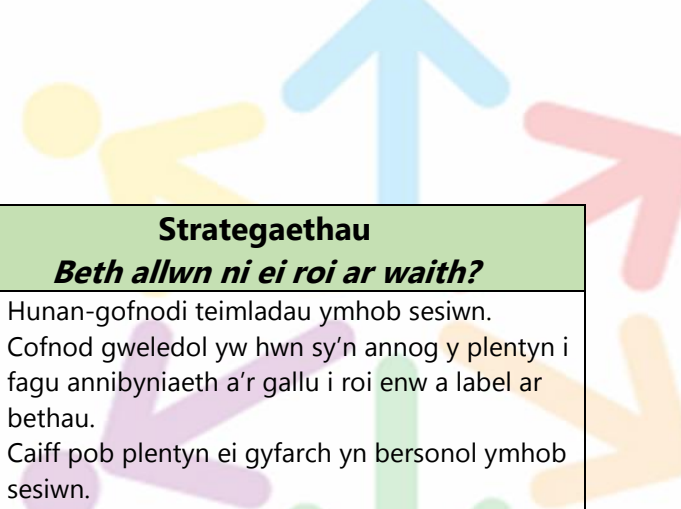 Strategaethau
Beth allwn ni ei roi ar waith?
Hunan-gofnodi teimladau ymhob sesiwn.
Cofnod gweledol yw hwn sy'n annog y plentyn i
fagu annibyniaeth a'r gallu i roi enw a label ar
bethau.
Caiff pob plentyn ei gyfarch yn bersonol ymhob
sesiwn.